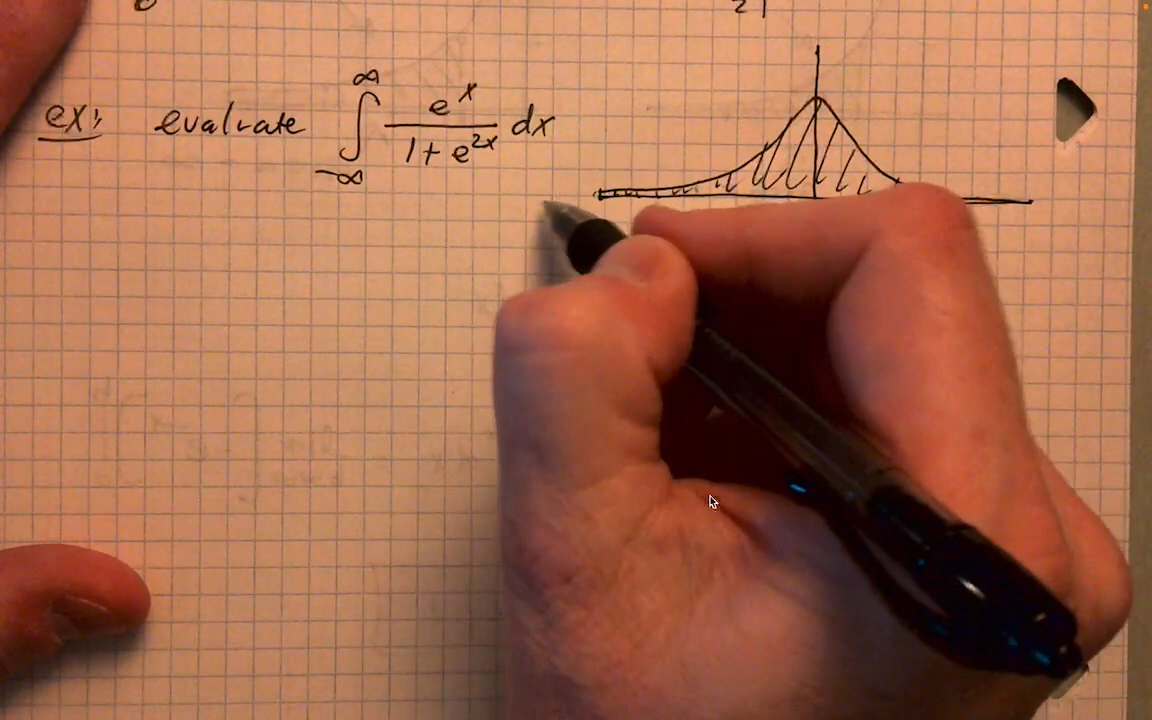 ex: evaluate ∫_{-∞}^{∞} e^x / (1 + e^{2x}) dx